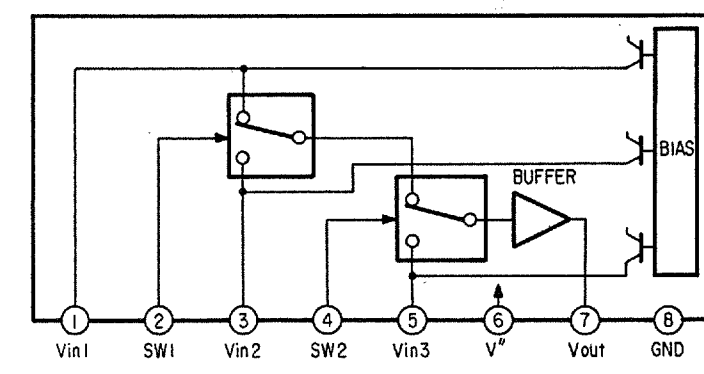 BIAS
BUFFER
1 2 3 4 5 6 7 8
Vin1 SW1 Vin2 SW2 Vin3 V" Vout GND